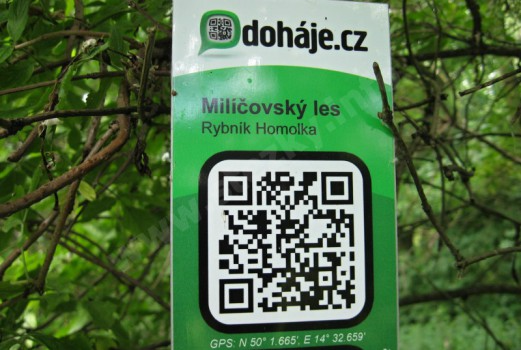 doháje.cz
Milíčovský les
Rybník Homolka
GPS: N 50° 1.665', E 14° 32.659'